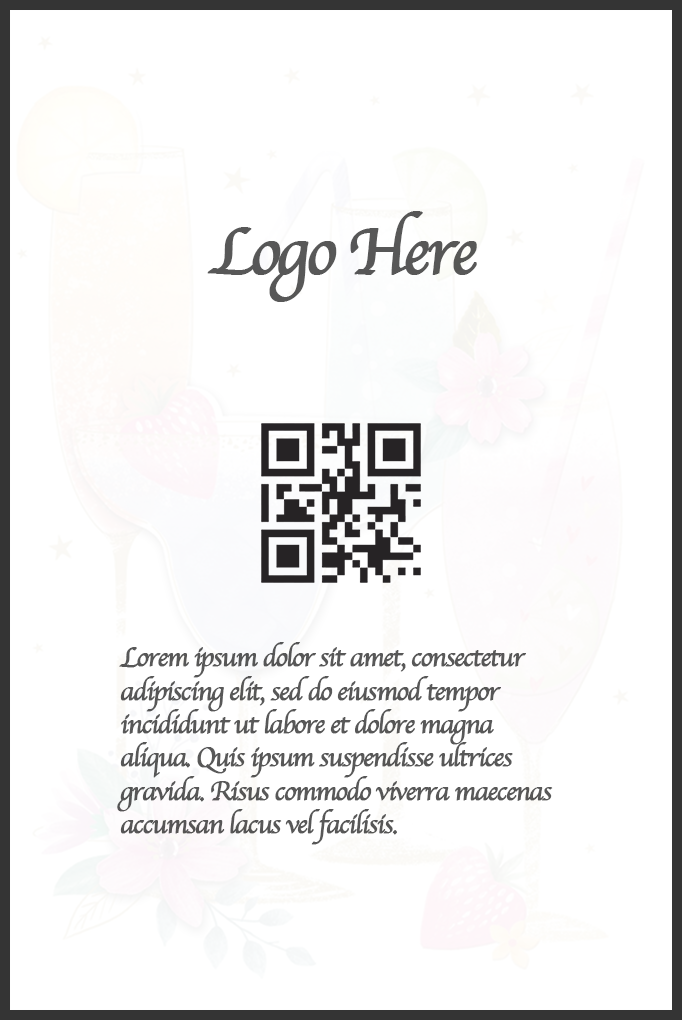 Logo Here
Lorem ipsum dolor sit amet, consectetur
adipiscing elit, sed do eiusmod tempor
incididunt ut labore et dolore magna
aliqua. Quis ipsum suspendisse ultrices
gravida. Risus commodo viverra maecenas
accumsan lacus vel facilisis.